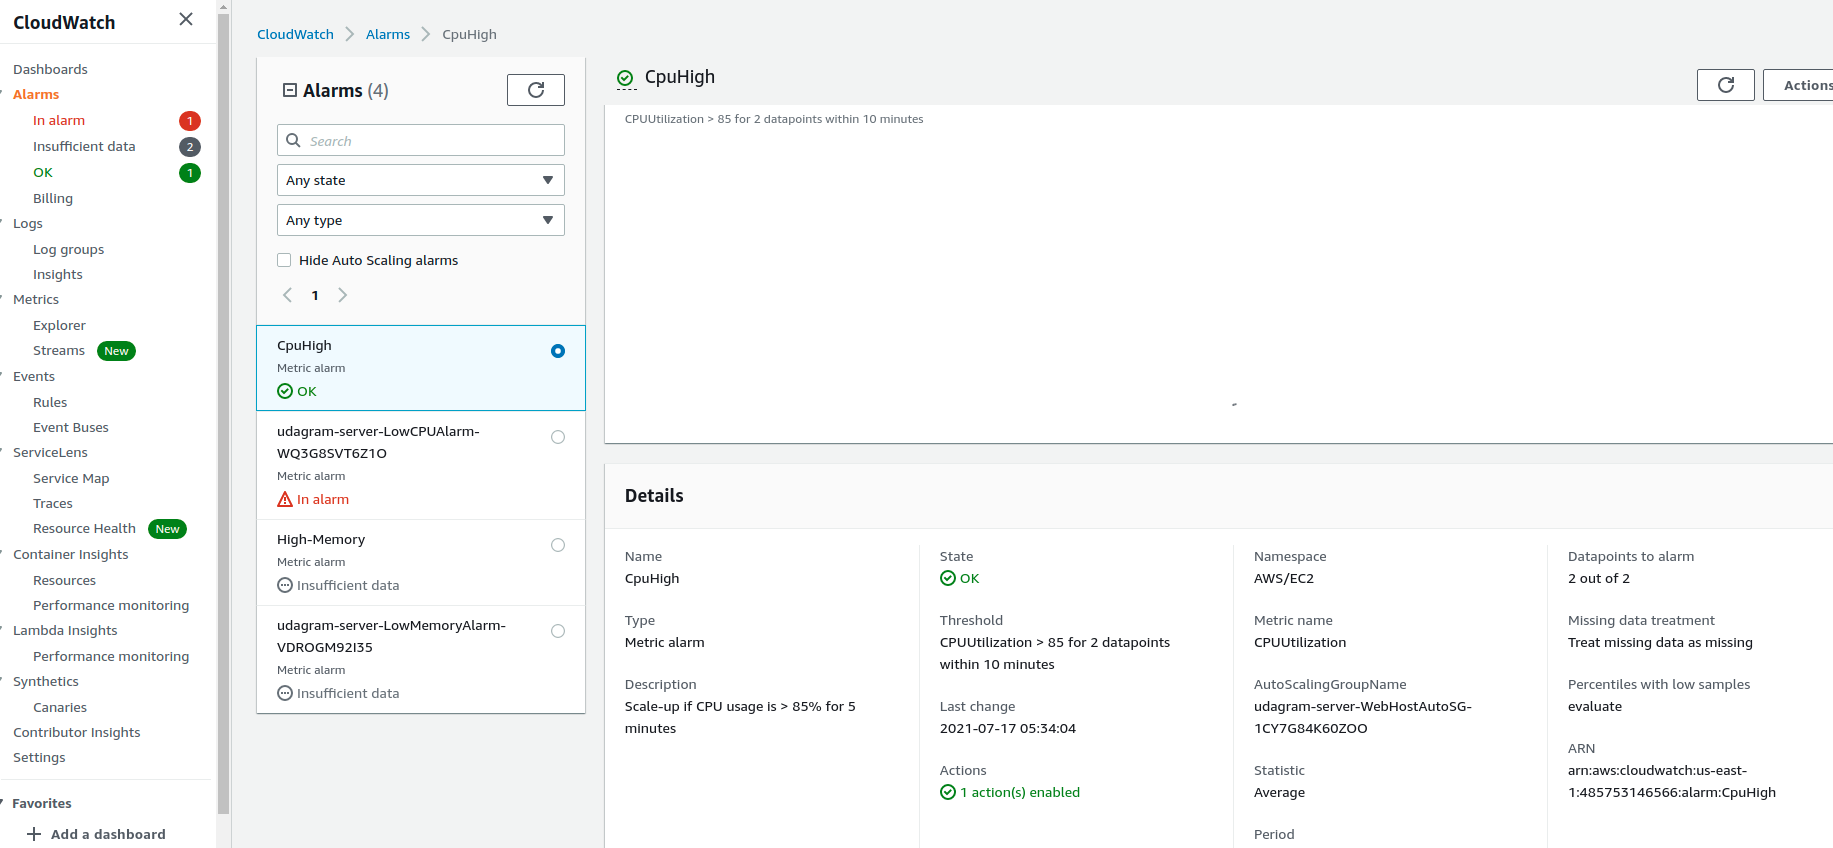 CloudWatch
Dashboards
Alarms
In alarm 1
Insufficient data 2
OK 1
Billing
Logs
Log groups
Insights
Metrics
Explorer
Streams New
Events
Rules
Event Buses
ServiceLens
Service Map
Traces
Resource Health New
Container Insights
Resources
Performance monitoring
Lambda Insights
Performance monitoring
Synthetics
Canaries
Contributor Insights
Settings
Favorites
Add a dashboard
CloudWatch Alarms CpuHigh
Alarms (4)
Search
Any state
Any type
Hide Auto Scaling alarms
1
CpuHigh
Metric alarm
OK
udagram-server-LowCPUAlarm-
WQ3G8SVT6Z1O
Metric alarm
In alarm
High-Memory
Metric alarm
Insufficient data
udagram-server-LowMemoryAlarm-
VDROGM92I35
Metric alarm
Insufficient data
CpuHigh
Actions
CPUUtilization > 85 for 2 datapoints within 10 minutes
Details
Name
CpuHigh
Type
Metric alarm
Description
Scale-up if CPU usage is > 85% for 5
minutes
State
OK
Threshold
CPUUtilization > 85 for 2 datapoints
within 10 minutes
Last change
2021-07-17 05:34:04
Actions
1 action(s) enabled
Namespace
AWS/EC2
Metric name
CPUUtilization
AutoScalingGroupName
udagram-server-WebHostAutoSG-
1CY7G84K60ZOO
Statistic
Average
Period
Datapoints to alarm
2 out of 2
Missing data treatment
Treat missing data as missing
Percentiles with low samples
evaluate
ARN
arn:aws:cloudwatch:us-east-
1:485753146566:alarm:CpuHigh